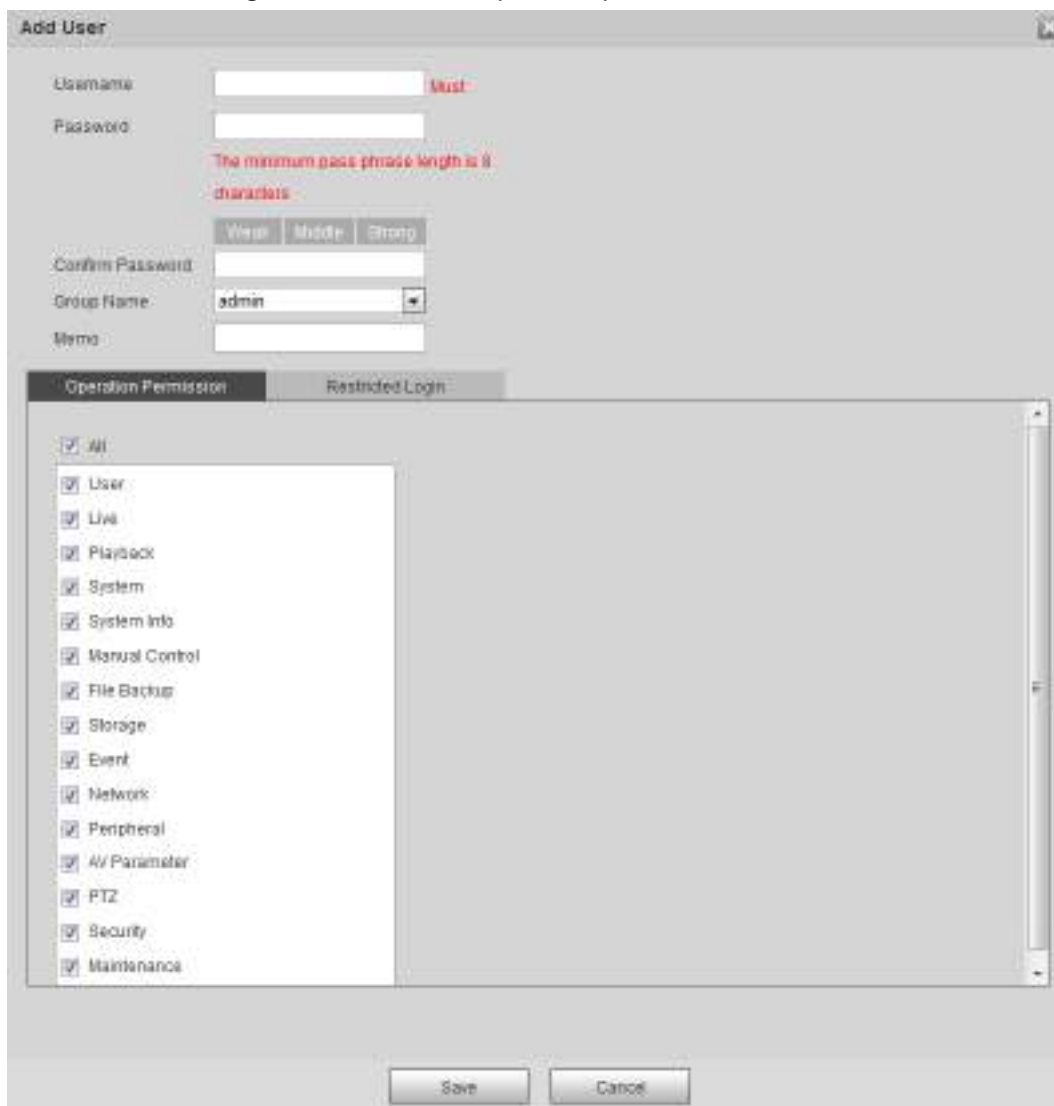 Add User
Username Must
Password
The minimum pass phrase length is 8
characters
Weak Middle Strong
Confirm Password
Group Name admin
Memo
Operation Permission Restricted Login
All
User
Live
Playback
System
System Info
Manual Control
File Backup
Storage
Event
Network
Peripheral
AV Parameter
PTZ
Security
Maintenance
Save Cancel